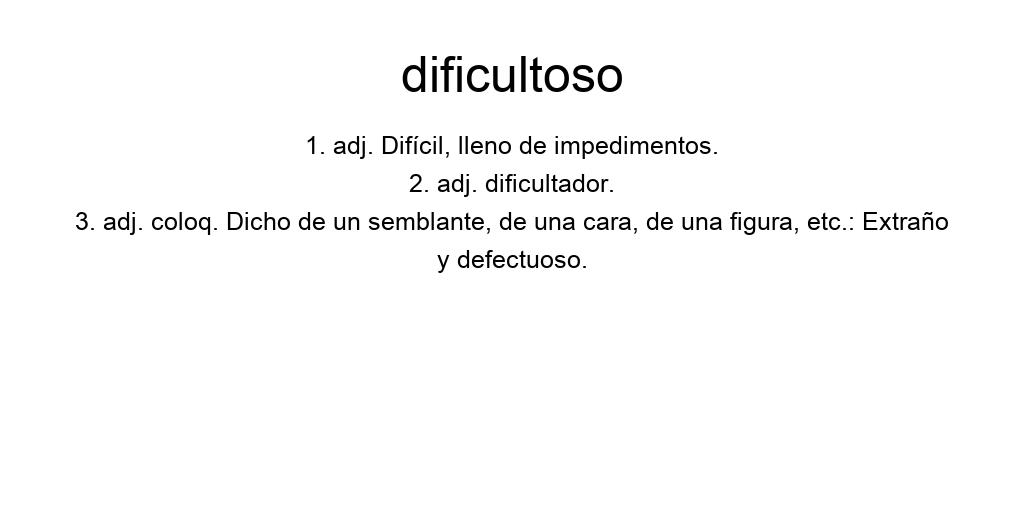 dificultoso
1. adj. Difícil, lleno de impedimentos.
2. adj. dificultador.
3. adj. coloq. Dicho de un semblante, de una cara, de una figura, etc.: Extraño
y defectuoso.